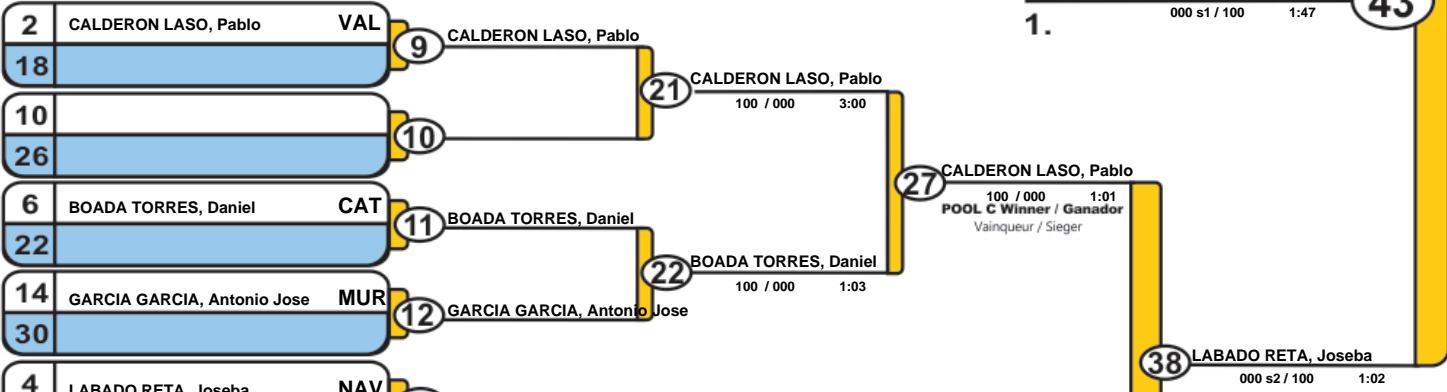 2 CALDERON LASO, Pablo VAL
18
9 CALDERON LASO, Pablo
10
26
10
21 CALDERON LASO, Pablo
100 / 000 3:00
6 BOADA TORRES, Daniel CAT
22
11 BOADA TORRES, Daniel
14 GARCIA GARCIA, Antonio Jose MUR
30
12 GARCIA GARCIA, Antonio Jose
22 BOADA TORRES, Daniel
100 / 000 1:03
27 CALDERON LASO, Pablo
100 / 000 1:01
POOL C Winner / Ganador
Vainqueur / Sieger
4 LABADO RETA, Joseba NAV
38 LABADO RETA, Joseba
000 s2 / 100 1:02
000 s1 / 100 1:47
43
1.